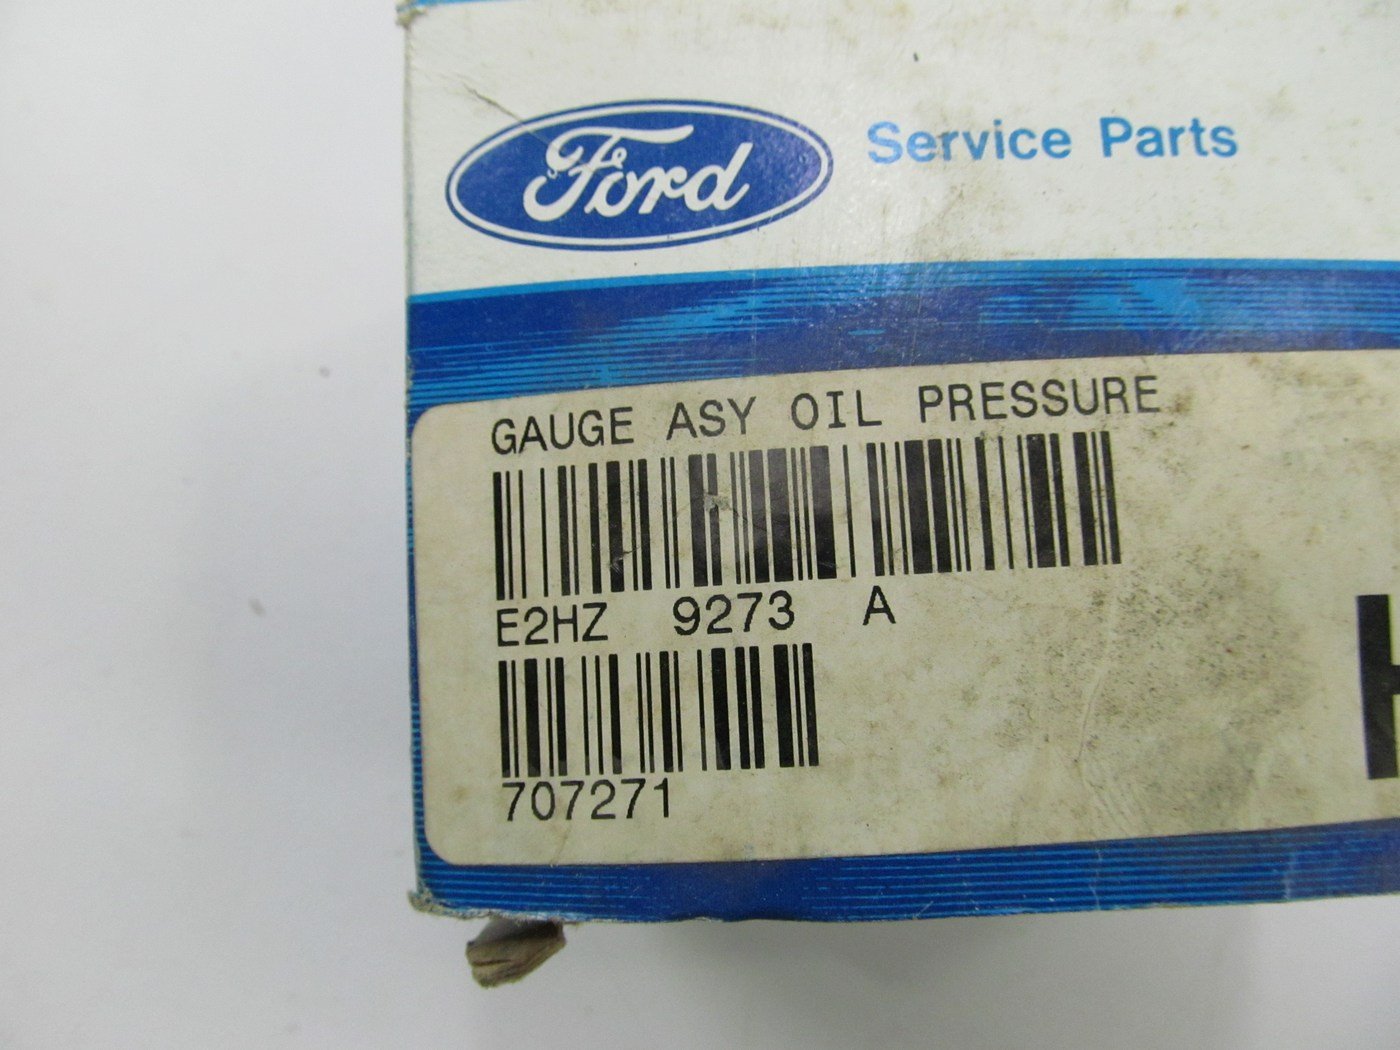 Ford
Service Parts
GAUGE ASY OIL PRESSURE
E2HZ 9273 A
707271